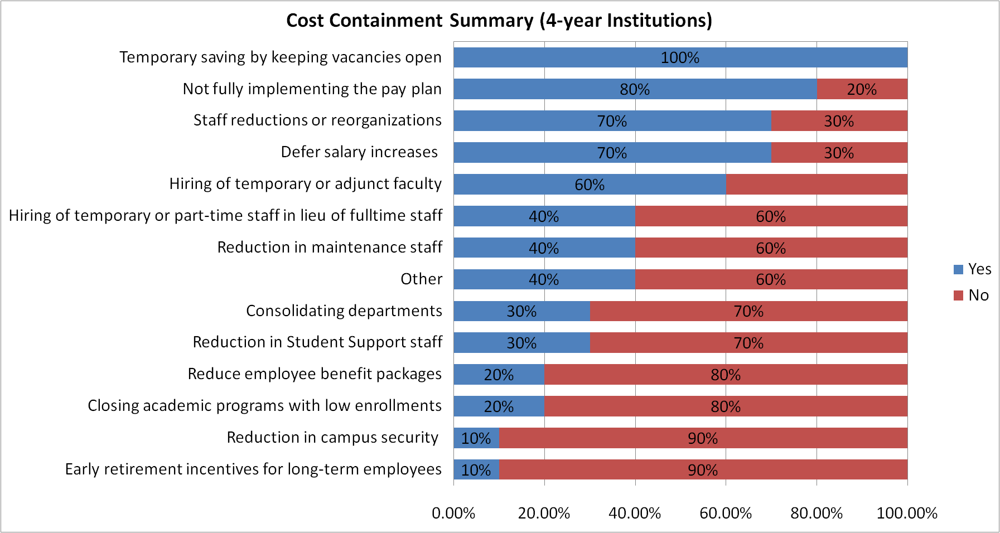 Cost Containment Summary (4-year Institutions)
Temporary saving by keeping vacancies open 100%
Not fully implementing the pay plan 80% 20%
Staff reductions or reorganizations 70% 30%
Defer salary increases 70% 30%
Hiring of temporary or adjunct faculty 60%
Hiring of temporary or part-time staff in lieu of fulltime staff 40% 60%
Reduction in maintenance staff 40% 60%
Other 40% 60%
Consolidating departments 30% 70%
Reduction in Student Support staff 30% 70%
Reduce employee benefit packages 20% 80%
Closing academic programs with low enrollments 20% 80%
Reduction in campus security 10% 90%
Early retirement incentives for long-term employees 10% 90%
0.00% 20.00% 40.00% 60.00% 80.00% 100.00%
Yes
No